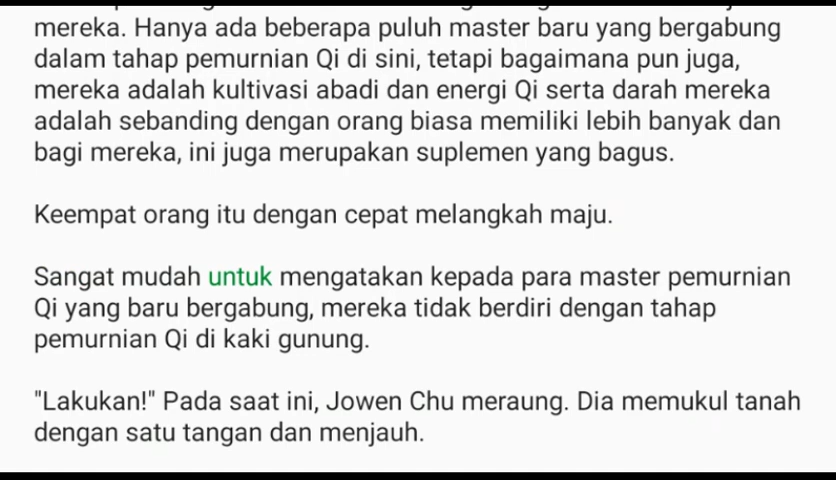 mereka. Hanya ada beberapa puluh master baru yang bergabung
dalam tahap pemurnian Qi di sini, tetapi bagaimana pun juga,
mereka adalah kultivasi abadi dan energi Qi serta darah mereka
adalah sebanding dengan orang biasa memiliki lebih banyak dan
bagi mereka, ini juga merupakan suplemen yang bagus.
Keempat orang itu dengan cepat melangkah maju.
Sangat mudah untuk mengatakan kepada para master pemurnian
Qi yang baru bergabung, mereka tidak berdiri dengan tahap
pemurnian Qi di kaki gunung.
"Lakukan!" Pada saat ini, Jowen Chu meraung. Dia memukul tanah
dengan satu tangan dan menjauh.